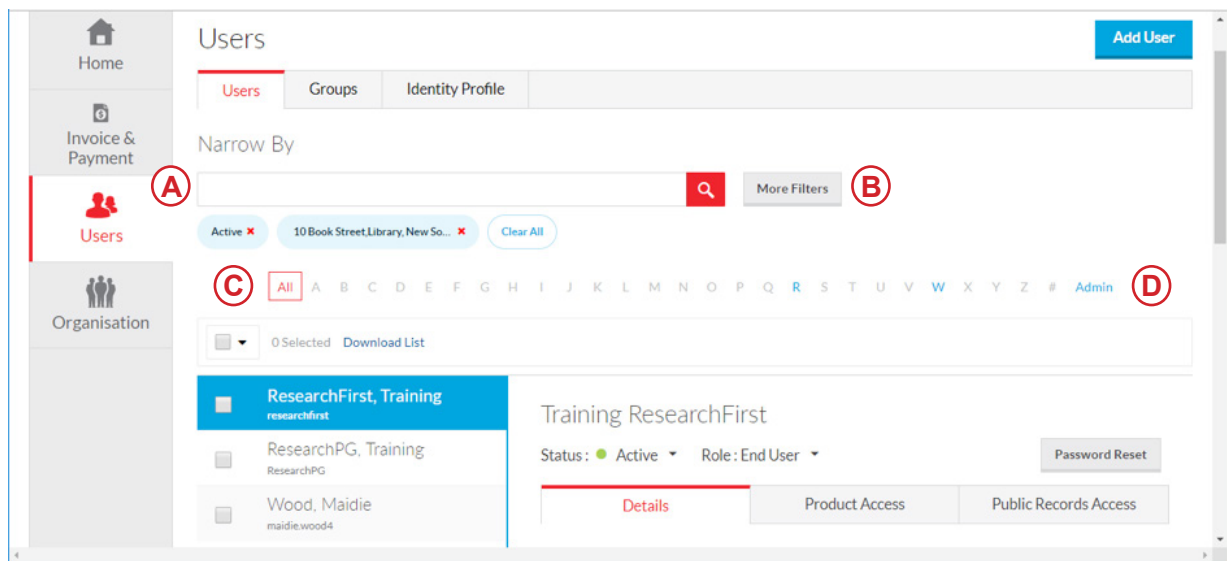 Home
Invoice &
Payment
Users
Organisation
Users
Add User
Users Groups Identity Profile
Narrow By
A
More Filters
B
Active ✖ 10 Book Street,Library, New So... ✖ Clear All
C
All A B C D E F G H I J K L M N O P Q R S T U V W X Y Z # Admin
D
0 Selected Download List
ResearchFirst, Training
researchfirst
ResearchPG, Training
ResearchPG
Wood, Maidie
maidie.wood4
Training ResearchFirst
Status : Active Role : End User
Password Reset
Details Product Access Public Records Access